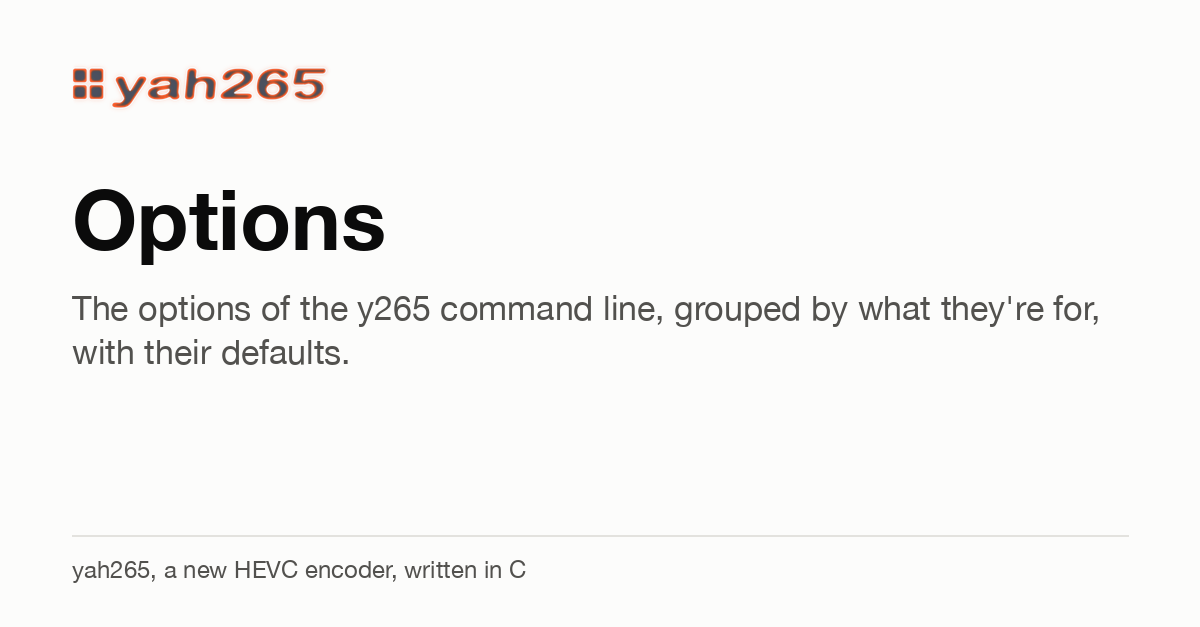 yah265
Options
The options of the y265 command line, grouped by what they're for,
with their defaults.
yah265, a new HEVC encoder, written in C